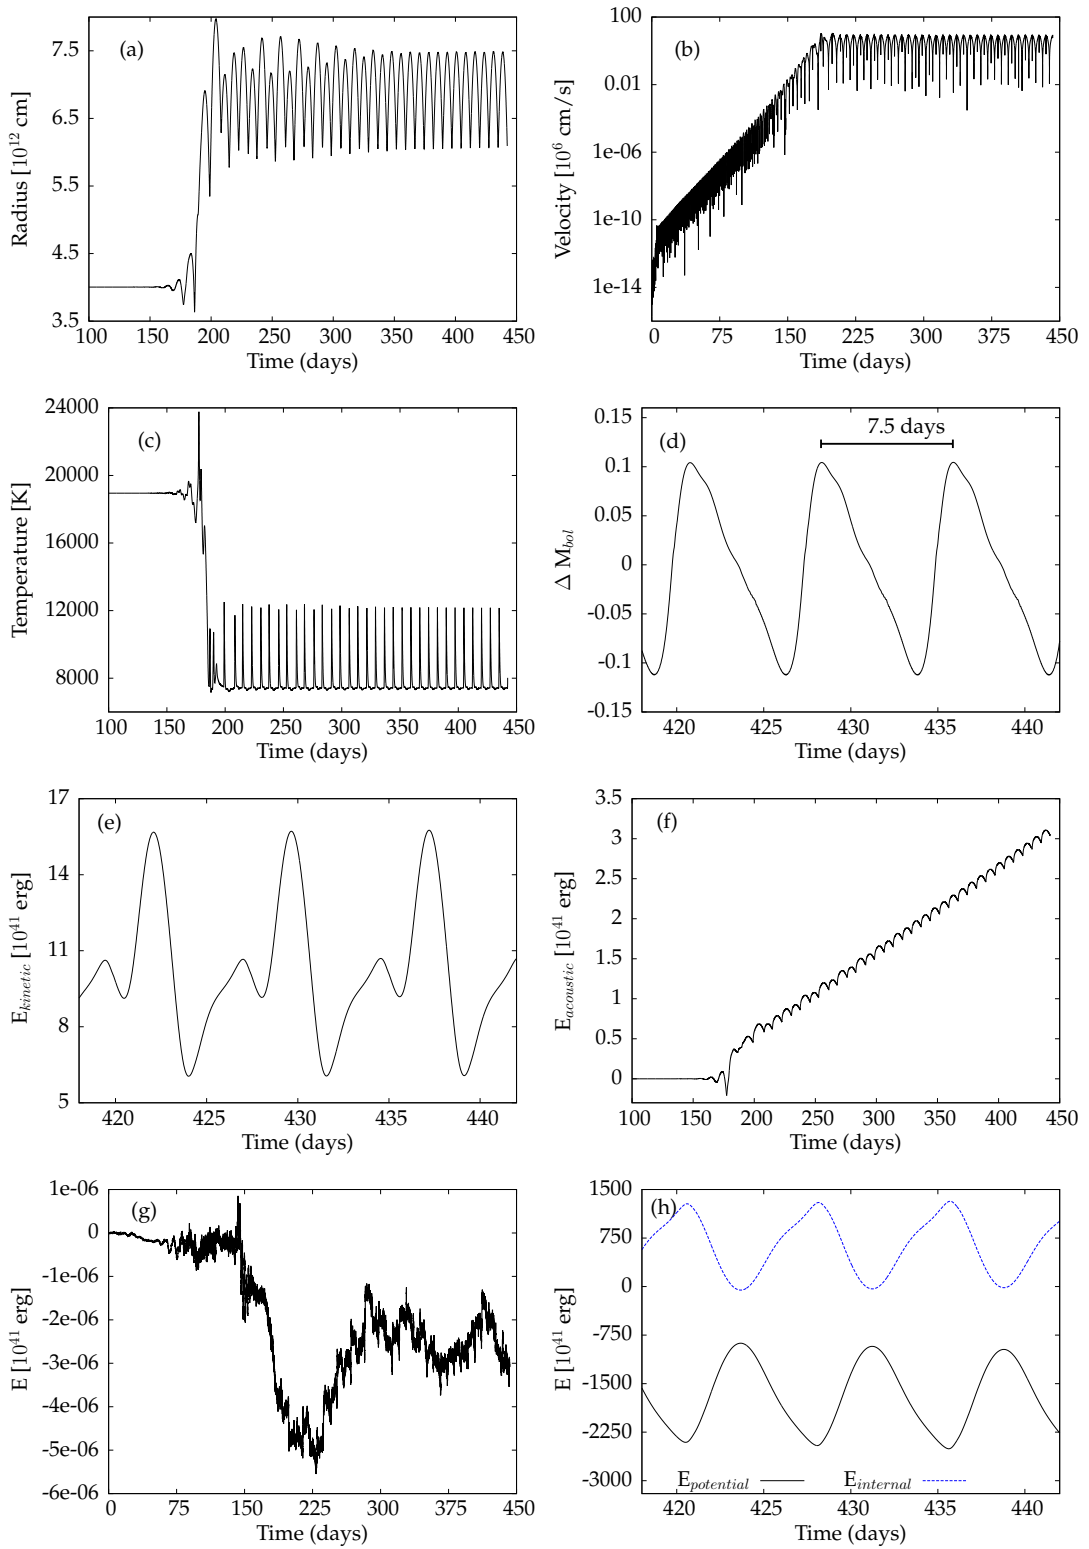 (a)
Radius [10^12 cm]
7.5
6.5
5.5
4.5
3.5
100 150 200 250 300 350 400 450
Time (days)
(b)
Velocity [10^6 cm/s]
100
0.01
1e-06
1e-10
1e-14
0 75 150 225 300 375 450
Time (days)
(c)
Temperature [K]
24000
20000
16000
12000
8000
100 150 200 250 300 350 400 450
Time (days)
(d)
7.5 days
Δ M_bol
0.15
0.1
0.05
0
-0.05
-0.1
-0.15
420 425 430 435 440
Time (days)
(e)
E_kinetic [10^41 erg]
17
14
11
8
5
420 425 430 435 440
Time (days)
(f)
E_acoustic [10^41 erg]
3.5
3
2.5
2
1.5
1
0.5
0
100 150 200 250 300 350 400 450
Time (days)
(g)
E [10^41 erg]
1e-06
0
-1e-06
-2e-06
-3e-06
-4e-06
-5e-06
-6e-06
0 75 150 225 300 375 450
Time (days)
(h)
E [10^41 erg]
1500
750
0
-750
-1500
-2250
-3000
E_potential E_internal
420 425 430 435 440
Time (days)